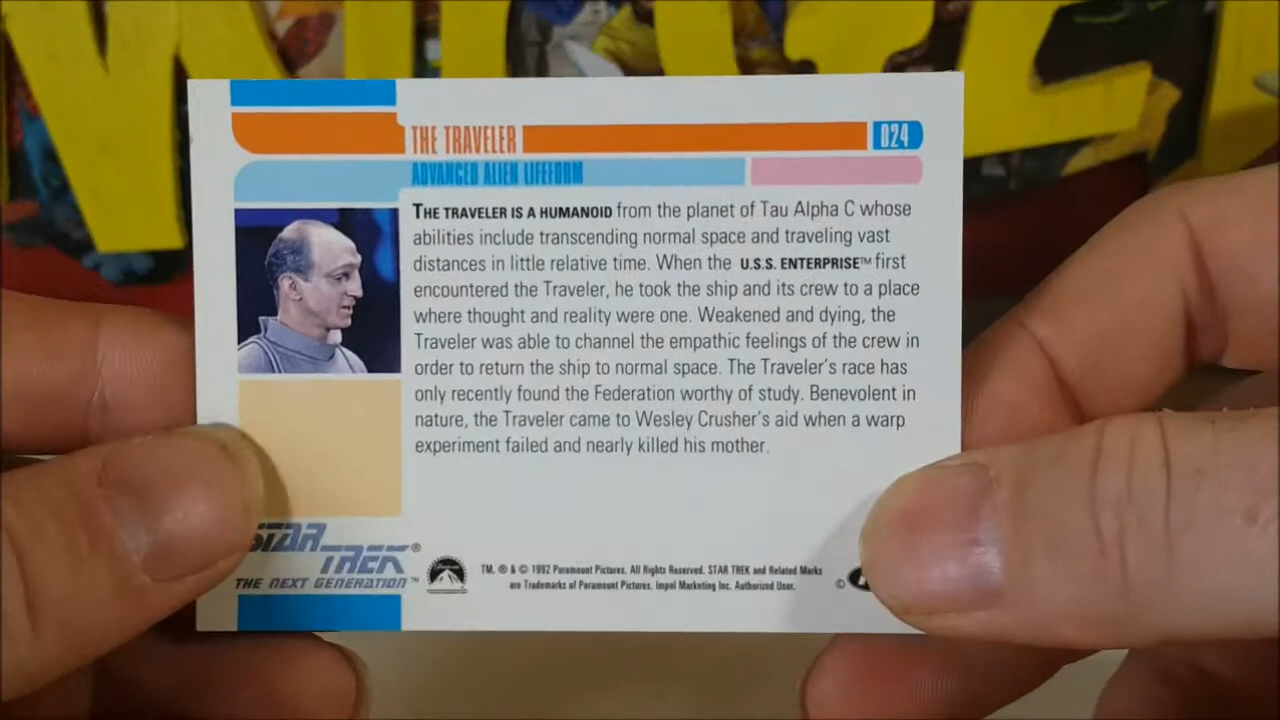 THE TRAVELER
024
ADVANCED ALIEN LIFEFORM
THE TRAVELER IS A HUMANOID from the planet of Tau Alpha C whose
abilities include transcending normal space and traveling vast
distances in little relative time. When the U.S.S. ENTERPRISE™ first
encountered the Traveler, he took the ship and its crew to a place
where thought and reality were one. Weakened and dying, the
Traveler was able to channel the empathic feelings of the crew in
order to return the ship to normal space. The Traveler's race has
only recently found the Federation worthy of study. Benevolent in
nature, the Traveler came to Wesley Crusher's aid when a warp
experiment failed and nearly killed his mother.
STAR
TREK®
THE NEXT GENERATION™
Paramount
TM, ® & © 1992 Paramount Pictures. All Rights Reserved. STAR TREK and Related Marks
are Trademarks of Paramount Pictures. Impel Marketing Inc. Authorized User.
©